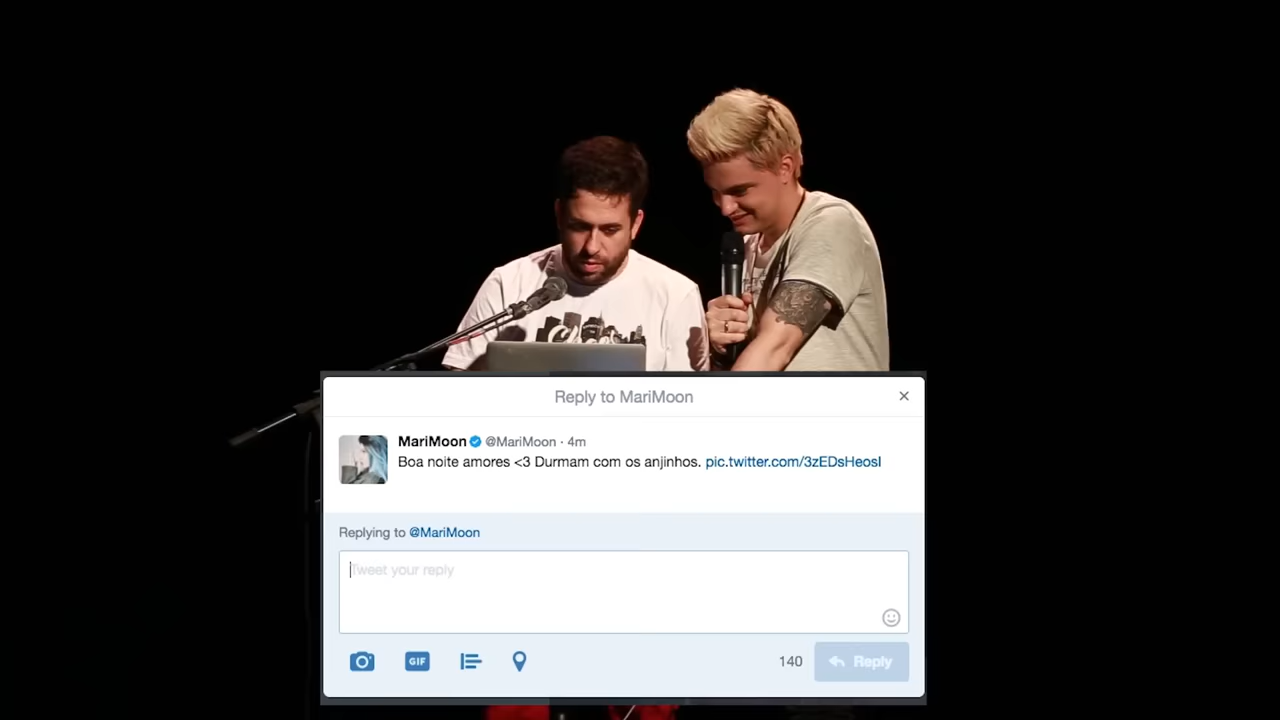 Reply to MariMoon
MariMoon @MariMoon · 4m
Boa noite amores <3 Durmam com os anjinhos. pic.twitter.com/3zEDsHeosI
Replying to @MariMoon
Tweet your reply
GIF
140 Reply